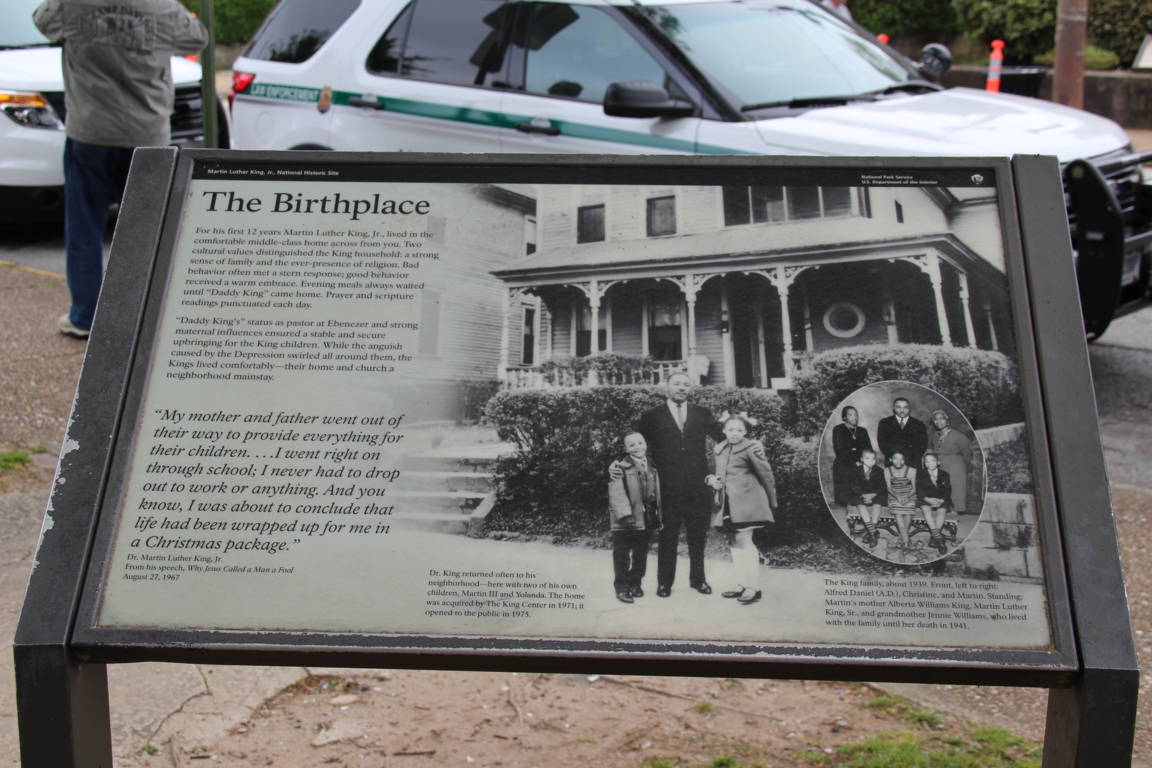 LAW ENFORCEMENT
Martin Luther King, Jr., National Historic Site
National Park Service
U.S. Department of the Interior
The Birthplace
For his first 12 years Martin Luther King, Jr., lived in the
comfortable middle-class home across from you. Two
cultural values distinguished the King household: a strong
sense of family and the ever-presence of religion. Bad
behavior often met a stern response; good behavior
received a warm embrace. Evening meals always waited
until “Daddy King” came home. Prayer and scripture
readings punctuated each day.
“Daddy King’s” status as pastor at Ebenezer and strong
maternal influences ensured a stable and secure
upbringing for the King children. While the anguish
caused by the Depression swirled all around them, the
Kings lived comfortably—their home and church a
neighborhood mainstay.
“My mother and father went out of
their way to provide everything for
their children. . . .I went right on
through school; I never had to drop
out to work or anything. And you
know, I was about to conclude that
life had been wrapped up for me in
a Christmas package.”
Dr. Martin Luther King, Jr.
From his speech, Why Jesus Called a Man a Fool
August 27, 1967
Dr. King returned often to his
neighborhood—here with two of his own
children, Martin III and Yolanda. The home
was acquired by The King Center in 1971; it
opened to the public in 1975.
The King family, about 1939. Front, left to right:
Alfred Daniel (A.D.), Christine, and Martin. Standing:
Martin’s mother Alberta Williams King, Martin Luther
King, Sr., and grandmother Jennie Williams, who lived
with the family until her death in 1941.